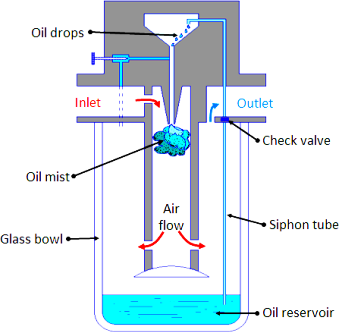 Oil drops
Inlet
Outlet
Check valve
Oil mist
Air
flow
Siphon tube
Glass bowl
Oil reservoir